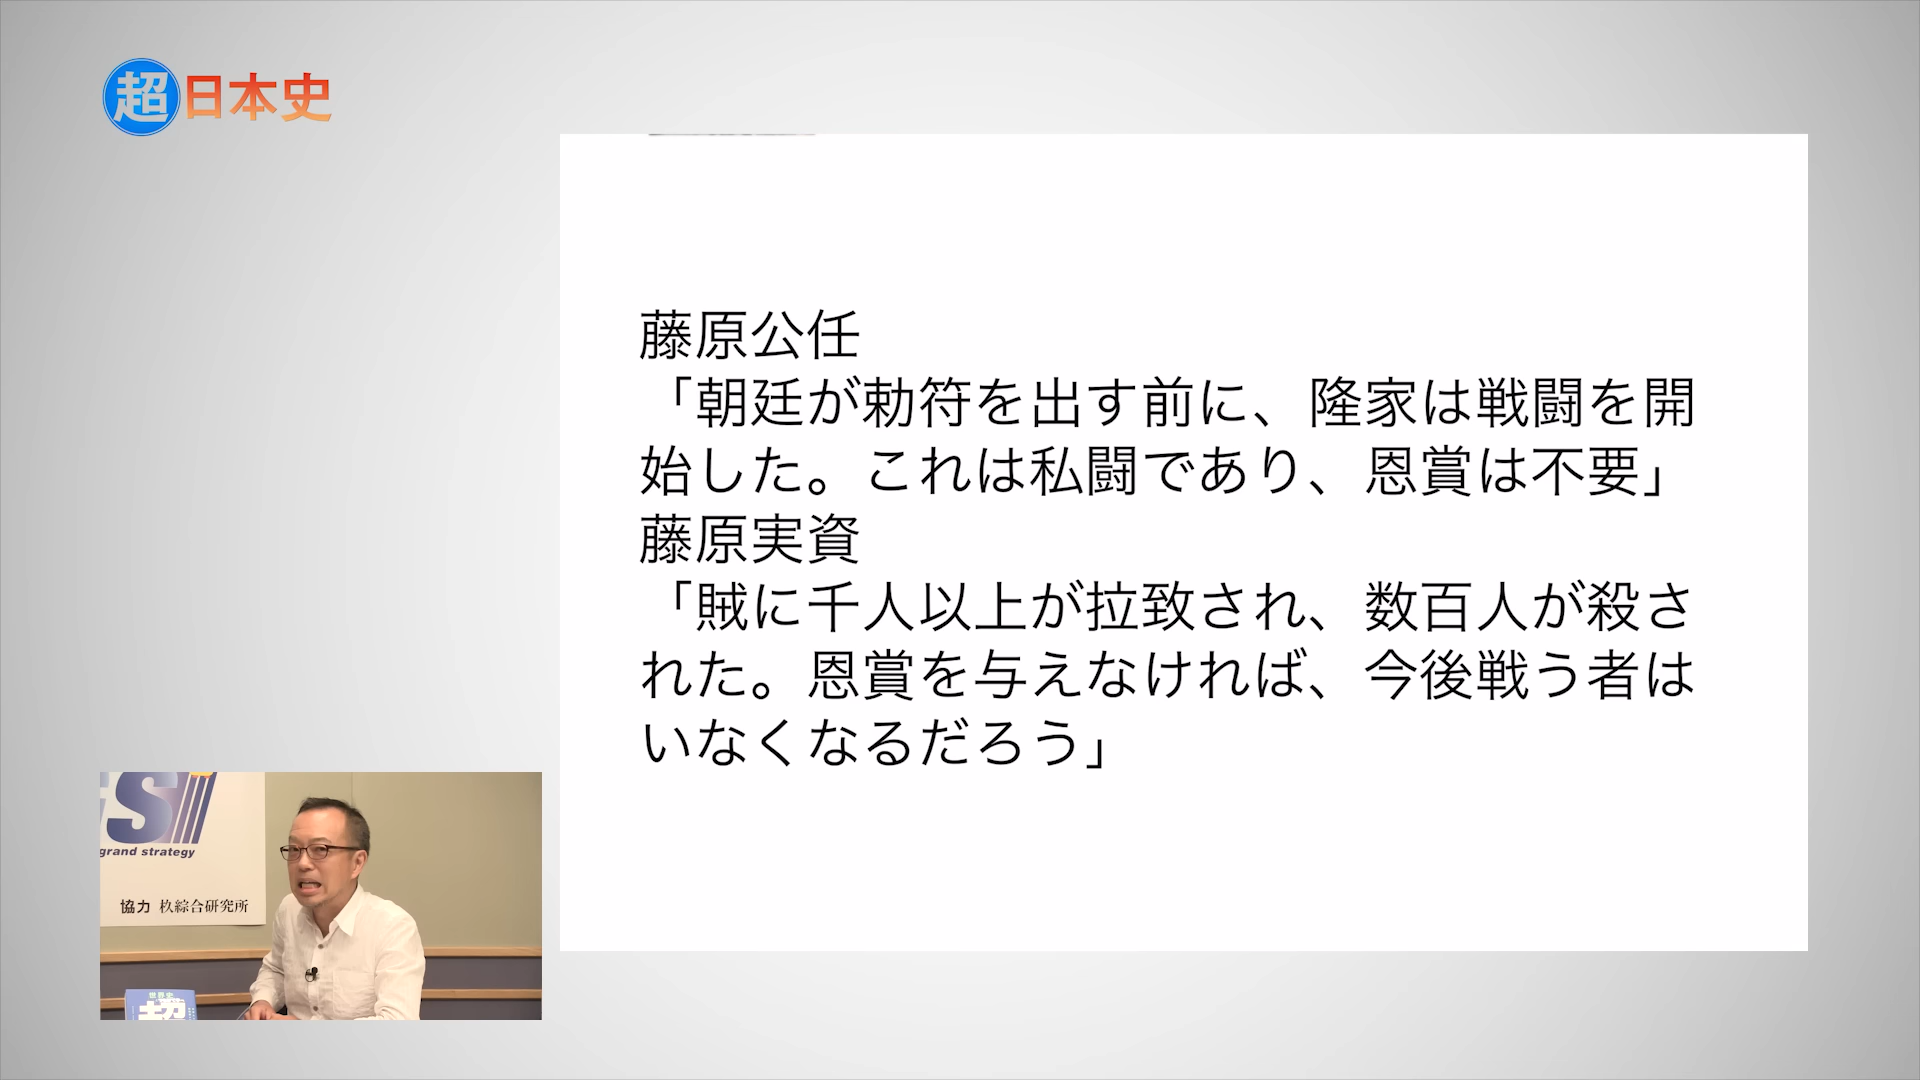 超日本史
藤原公任
「朝廷が勅符を出す前に、隆家は戦闘を開
始した。これは私闘であり、恩賞は不要」
藤原実資
「賊に千人以上が拉致され、数百人が殺さ
れた。恩賞を与えなければ、今後戦う者は
いなくなるだろう」
grand strategy
協力 杦綜合研究所
世界史